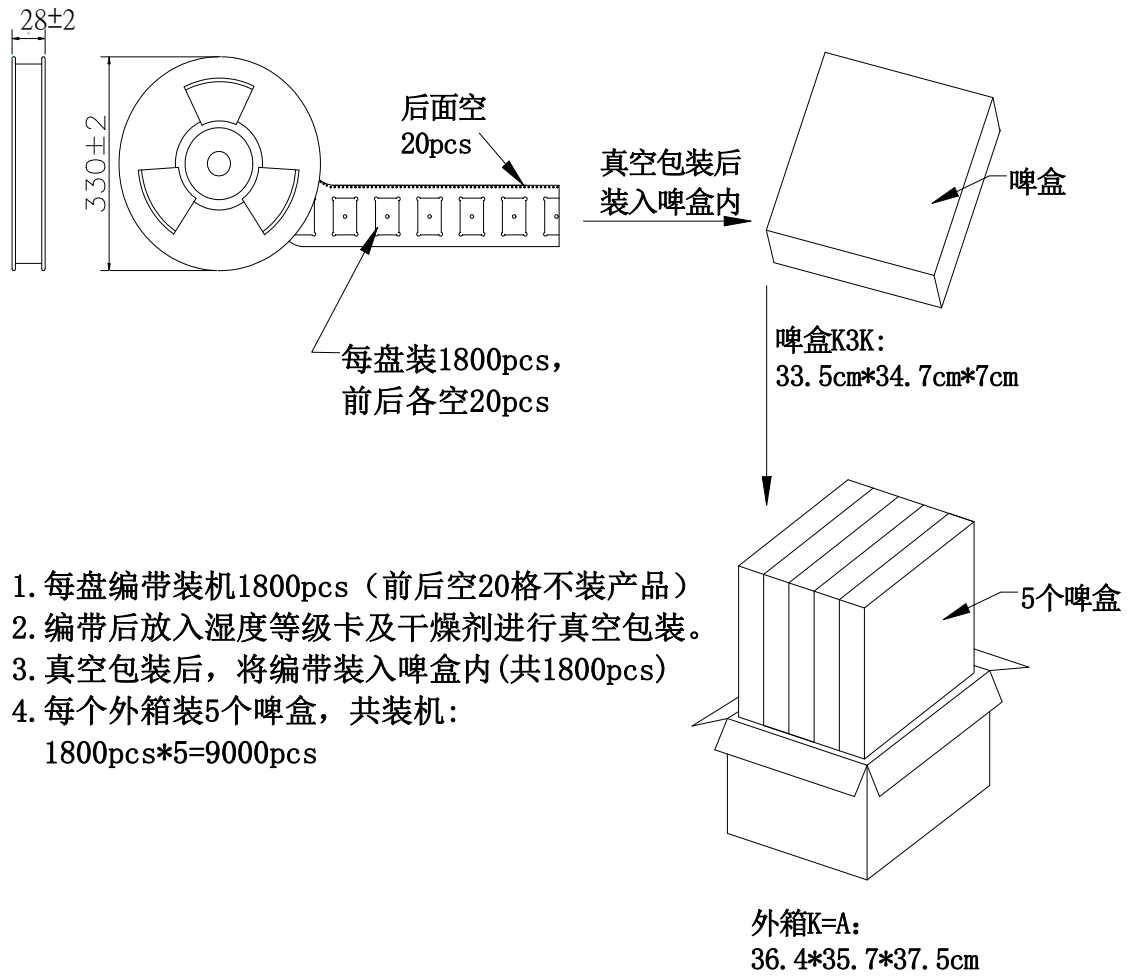 28±2
330±2
后面空
20pcs
真空包装后
装入啤盒内
啤盒
每盘装1800pcs，
前后各空20pcs
啤盒K3K:
33.5cm*34.7cm*7cm
1.每盘编带装机1800pcs（前后空20格不装产品）
2.编带后放入湿度等级卡及干燥剂进行真空包装。
3.真空包装后，将编带装入啤盒内(共1800pcs)
4.每个外箱装5个啤盒，共装机:
1800pcs*5=9000pcs
5个啤盒
外箱K=A:
36.4*35.7*37.5cm